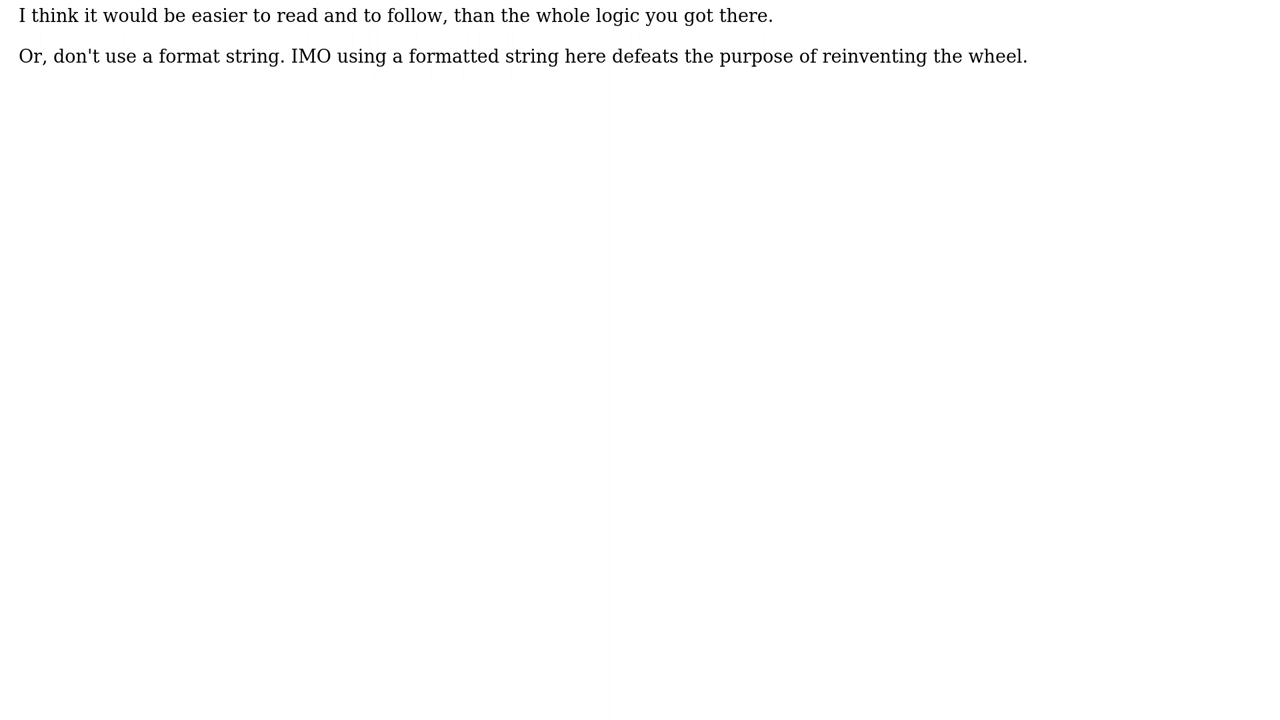 I think it would be easier to read and to follow, than the whole logic you got there.
Or, don't use a format string. IMO using a formatted string here defeats the purpose of reinventing the wheel.